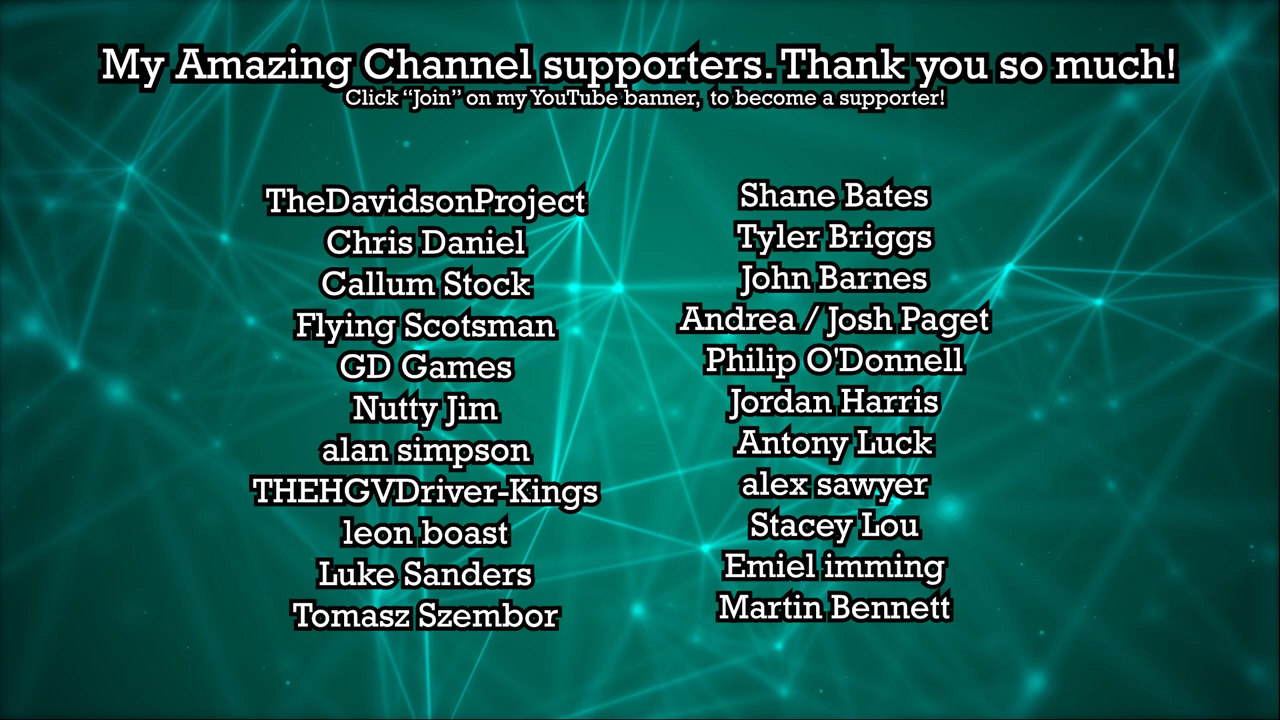 My Amazing Channel supporters. Thank you so much!
Click “Join” on my YouTube banner, to become a supporter!
TheDavidsonProject
Chris Daniel
Callum Stock
Flying Scotsman
GD Games
Nutty Jim
alan simpson
THEHGVDriver-Kings
leon boast
Luke Sanders
Tomasz Szembor
Shane Bates
Tyler Briggs
John Barnes
Andrea / Josh Paget
Philip O'Donnell
Jordan Harris
Antony Luck
alex sawyer
Stacey Lou
Emiel imming
Martin Bennett